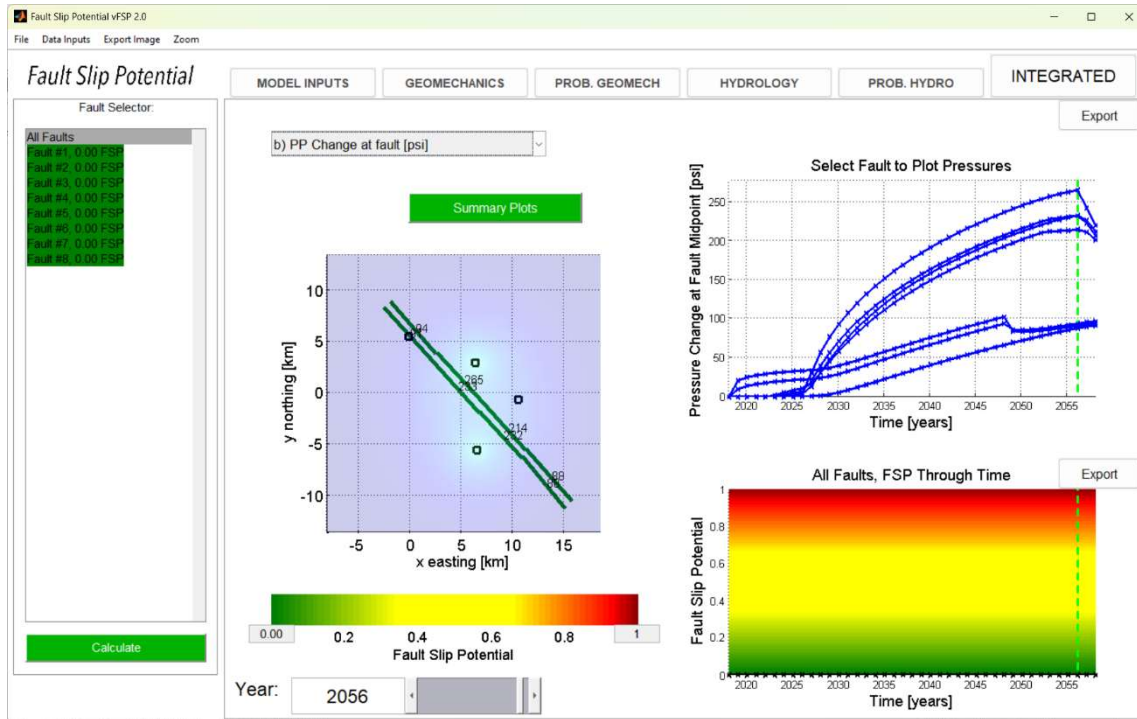 Fault Slip Potential vFSP 2.0
File Data Inputs Export Image Zoom
Fault Slip Potential
MODEL INPUTS GEOMECHANICS PROB. GEOMECH HYDROLOGY PROB. HYDRO INTEGRATED
Fault Selector:
All Faults
Fault #1, 0.00 FSP
Fault #2, 0.00 FSP
Fault #3, 0.00 FSP
Fault #4, 0.00 FSP
Fault #5, 0.00 FSP
Fault #6, 0.00 FSP
Fault #7, 0.00 FSP
Fault #8, 0.00 FSP
Calculate
b) PP Change at fault [psi]
Summary Plots
10
5
0
-5
-10
y northing [km]
94
265
214
232
-5 0 5 10 15
x easting [km]
0.00 0.2 0.4 0.6 0.8 1
Fault Slip Potential
Year: 2056
Export
Select Fault to Plot Pressures
Pressure Change at Fault Midpoint [psi]
250
200
150
100
50
0
2020 2025 2030 2035 2040 2045 2050 2055
Time [years]
Export
All Faults, FSP Through Time
Fault Slip Potential
1
0.8
0.6
0.4
0.2
0
2020 2025 2030 2035 2040 2045 2050 2055
Time [years]